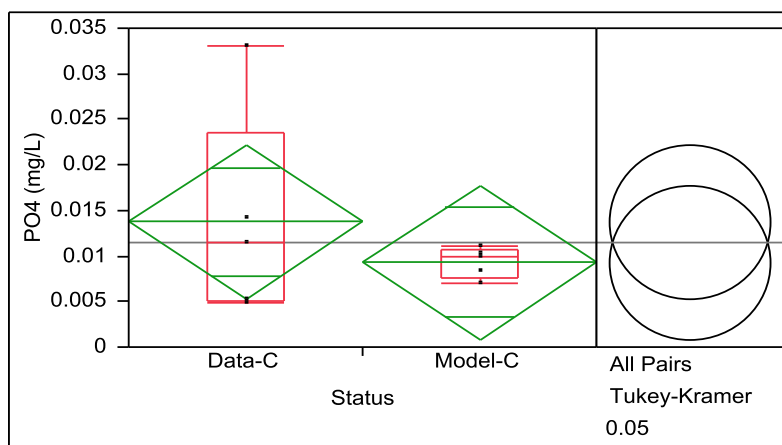 PO4 (mg/L)
0.035
0.03
0.025
0.02
0.015
0.01
0.005
0
Data-C
Model-C
Status
All Pairs
Tukey-Kramer
0.05